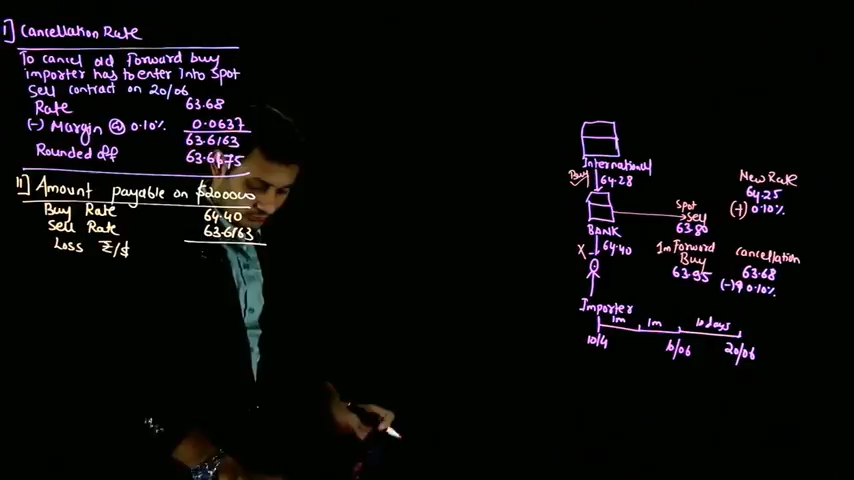 I] Cancellation Rate
To cancel old Forward buy
importer has to enter Into Spot
Sell contract on 20/06
Rate 63.68
(-) Margin @ 0.10% 0.0637
63.6163
Rounded off 63.6175
II] Amount payable on $200000
Buy Rate 64.40
Sell Rate 63.6163
Loss ₹/$
International
Buy 64.28
BANK
X 64.40
Importer
Spot
Sell
63.80
1m Forward
Buy
63.95
New Rate
64.25
(+) 0.10%
Cancellation
63.68
(-) 0.10%
1m 1m 10 days
10/4 10/06 20/06